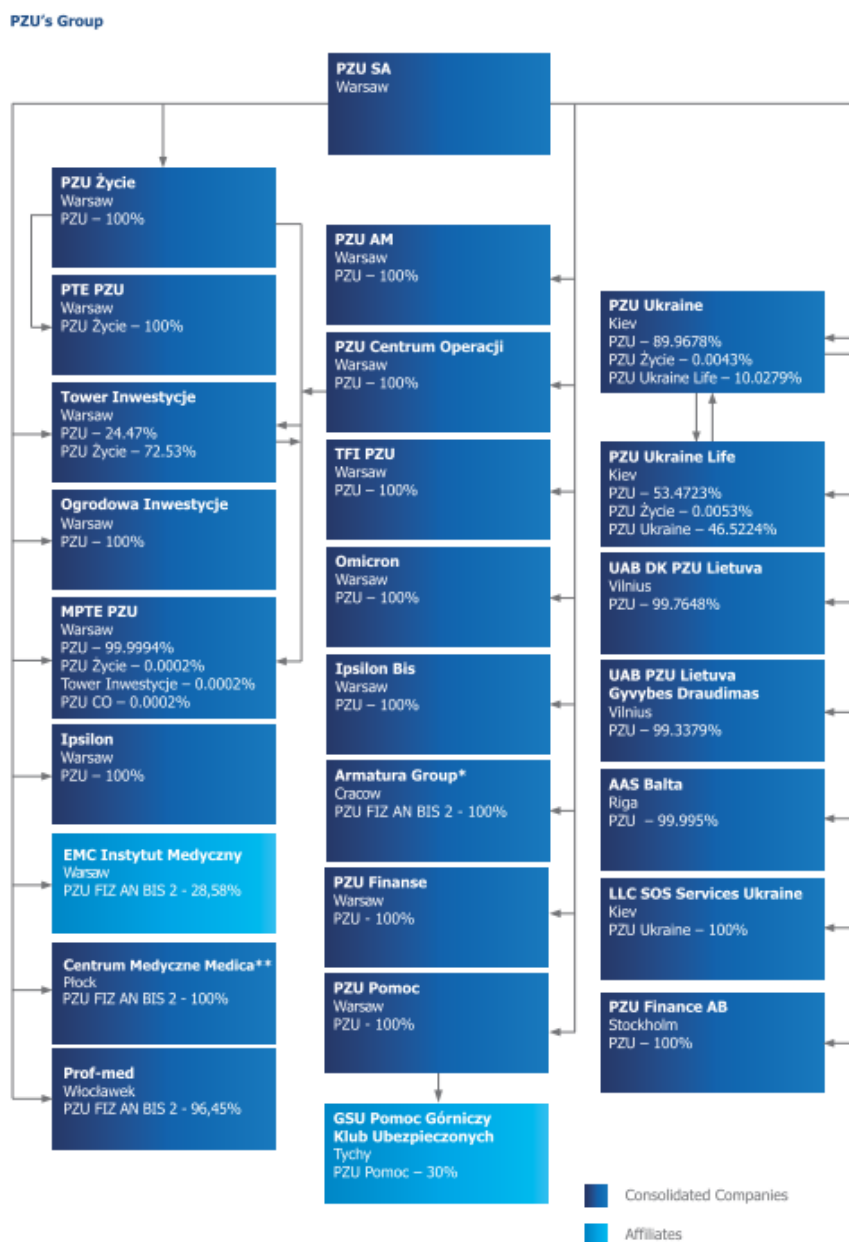 PZU's Group
PZU SA
Warsaw
PZU Życie
Warsaw
PZU – 100%
PTE PZU
Warsaw
PZU Życie – 100%
Tower Inwestycje
Warsaw
PZU – 24.47%
PZU Życie – 72.53%
Ogrodowa Inwestycje
Warsaw
PZU – 100%
MPTE PZU
Warsaw
PZU – 99.9994%
PZU Życie – 0.0002%
Tower Inwestycje – 0.0002%
PZU CO – 0.0002%
Ipsilon
Warsaw
PZU – 100%
EMC Instytut Medyczny
Warsaw
PZU FIZ AN BIS 2 - 28,58%
Centrum Medyczne Medica**
Płock
PZU FIZ AN BIS 2 - 100%
Prof-med
Włocławek
PZU FIZ AN BIS 2 - 96,45%
PZU AM
Warsaw
PZU – 100%
PZU Centrum Operacji
Warsaw
PZU – 100%
TFI PZU
Warsaw
PZU – 100%
Omicron
Warsaw
PZU – 100%
Ipsilon Bis
Warsaw
PZU – 100%
Armatura Group*
Cracow
PZU FIZ AN BIS 2 - 100%
PZU Finanse
Warsaw
PZU - 100%
PZU Pomoc
Warsaw
PZU - 100%
GSU Pomoc Górniczy
Klub Ubezpieczonych
Tychy
PZU Pomoc – 30%
PZU Ukraine
Kiev
PZU – 89.9678%
PZU Życie – 0.0043%
PZU Ukraine Life – 10.0279%
PZU Ukraine Life
Kiev
PZU – 53.4723%
PZU Życie – 0.0053%
PZU Ukraine – 46.5224%
UAB DK PZU Lietuva
Vilnius
PZU – 99.7648%
UAB PZU Lietuva
Gyvybes Draudimas
Vilnius
PZU – 99.3379%
AAS Balta
Riga
PZU – 99.995%
LLC SOS Services Ukraine
Kiev
PZU Ukraine – 100%
PZU Finance AB
Stockholm
PZU – 100%
Consolidated Companies
Affiliates